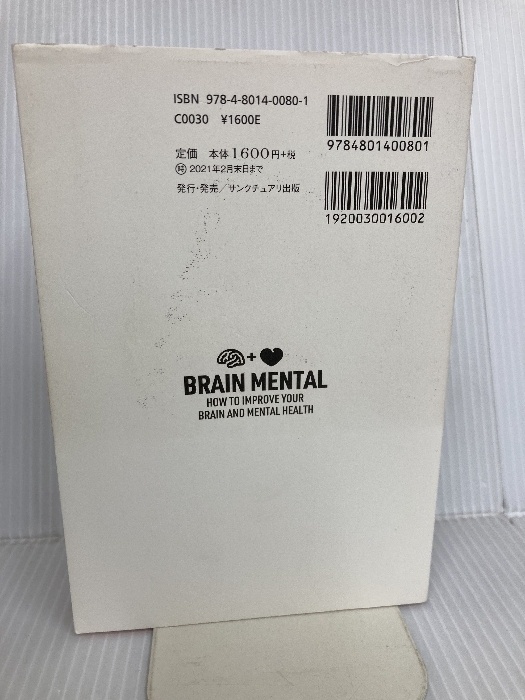 ISBN 978-4-8014-0080-1
C0030 ¥1600E
定価 本体1600円+税
特 2021年2月末日まで
発行・発売/サンクチュアリ出版
9784801400801
1920030016002
+
BRAIN MENTAL
HOW TO IMPROVE YOUR
BRAIN AND MENTAL HEALTH